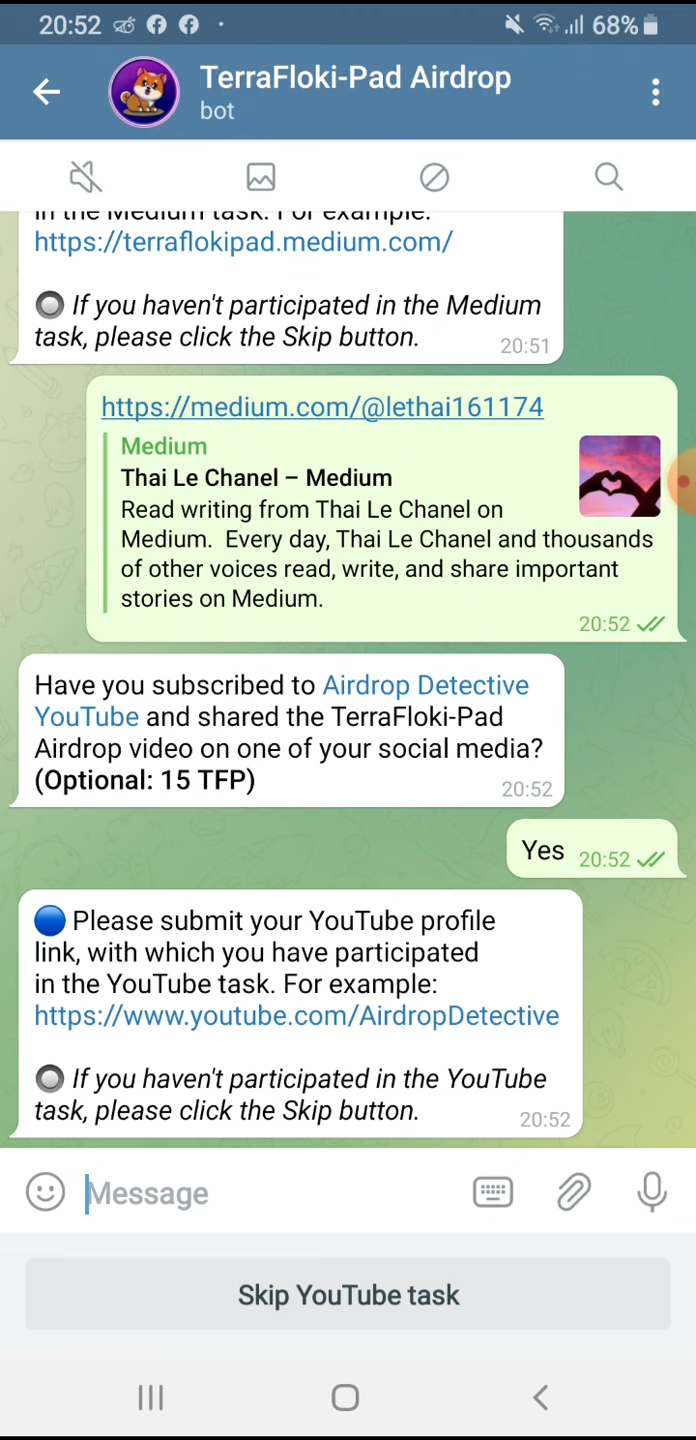 20:52
68%
TerraFloki-Pad Airdrop
bot
in the Medium task. For example:
https://terraflokipad.medium.com/
If you haven't participated in the Medium
task, please click the Skip button.
20:51
https://medium.com/@lethai161174
Medium
Thai Le Chanel – Medium
Read writing from Thai Le Chanel on
Medium. Every day, Thai Le Chanel and thousands
of other voices read, write, and share important
stories on Medium.
20:52
Have you subscribed to Airdrop Detective
YouTube and shared the TerraFloki-Pad
Airdrop video on one of your social media?
(Optional: 15 TFP)
20:52
Yes 20:52
Please submit your YouTube profile
link, with which you have participated
in the YouTube task. For example:
https://www.youtube.com/AirdropDetective
If you haven't participated in the YouTube
task, please click the Skip button.
20:52
Message
Skip YouTube task